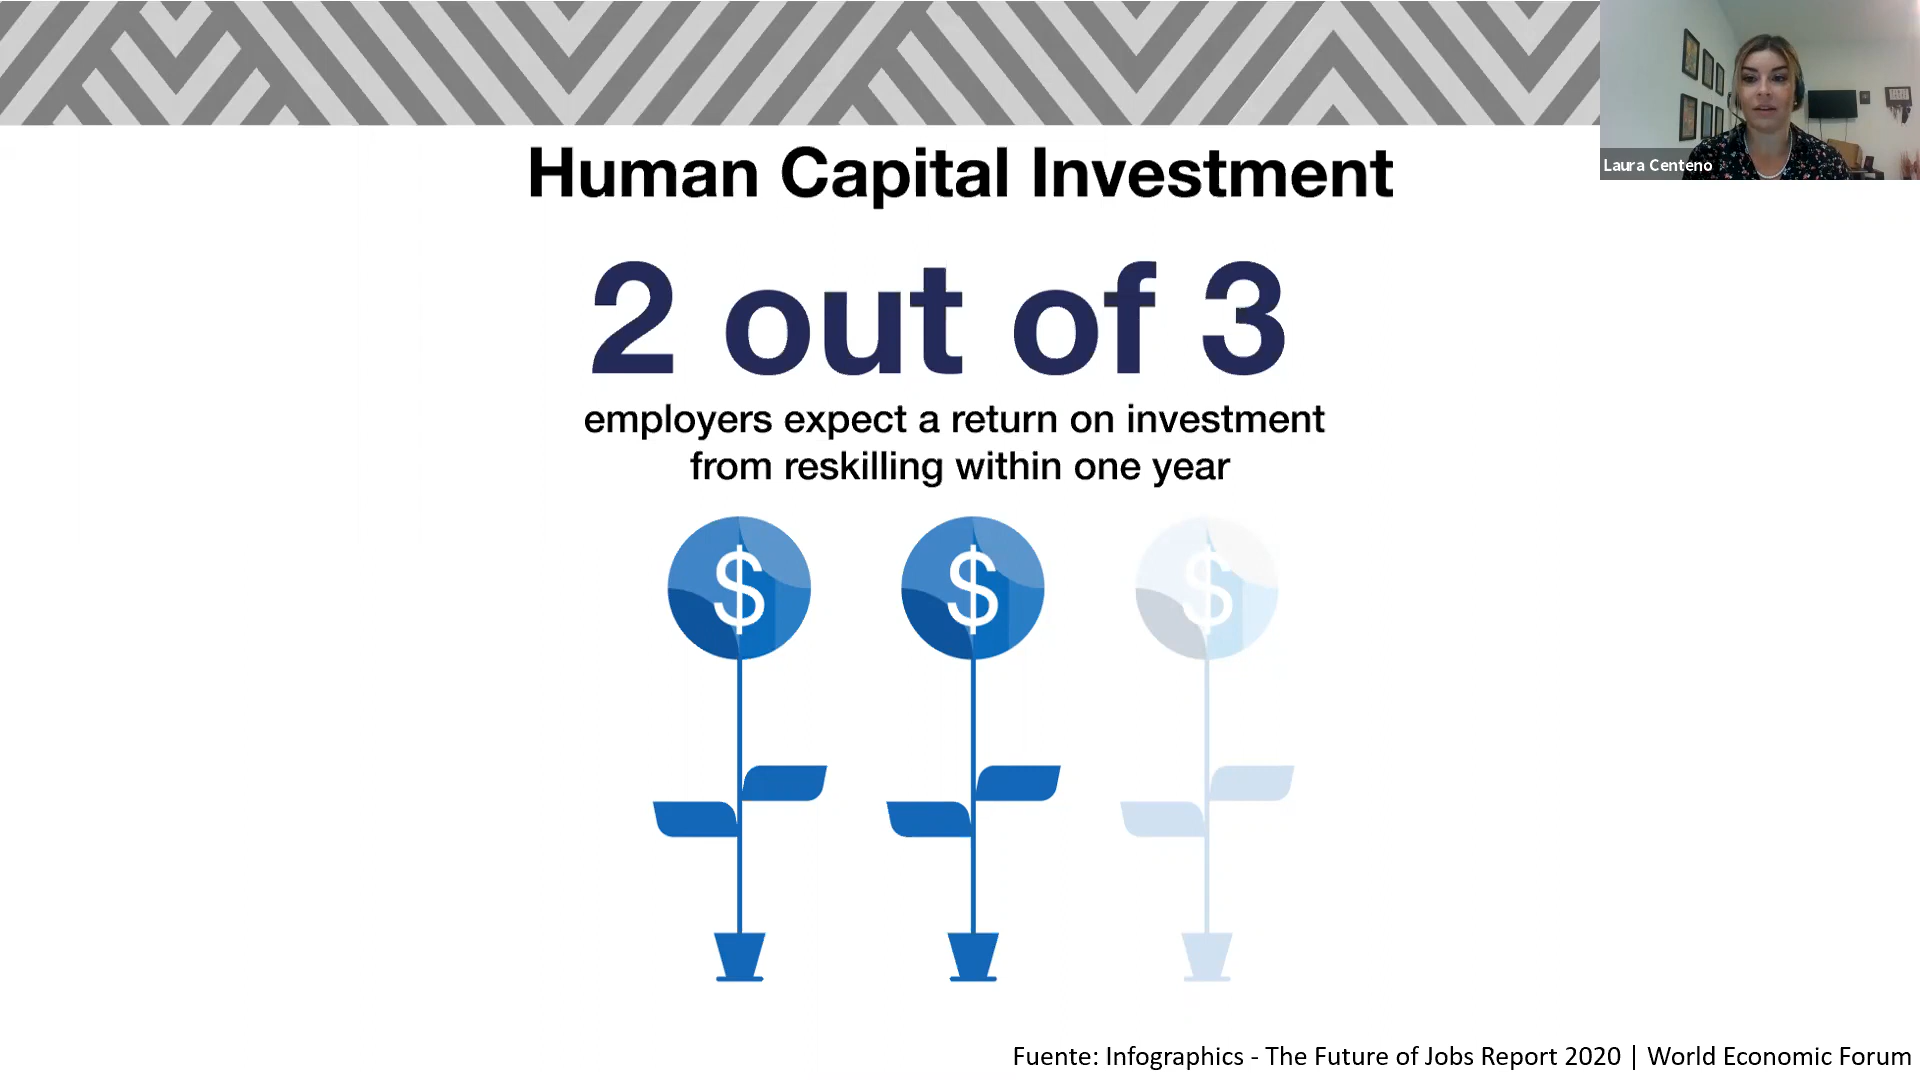 Laura Centeno
Human Capital Investment
2 out of 3
employers expect a return on investment
from reskilling within one year
$ $ $
Fuente: Infographics - The Future of Jobs Report 2020 | World Economic Forum